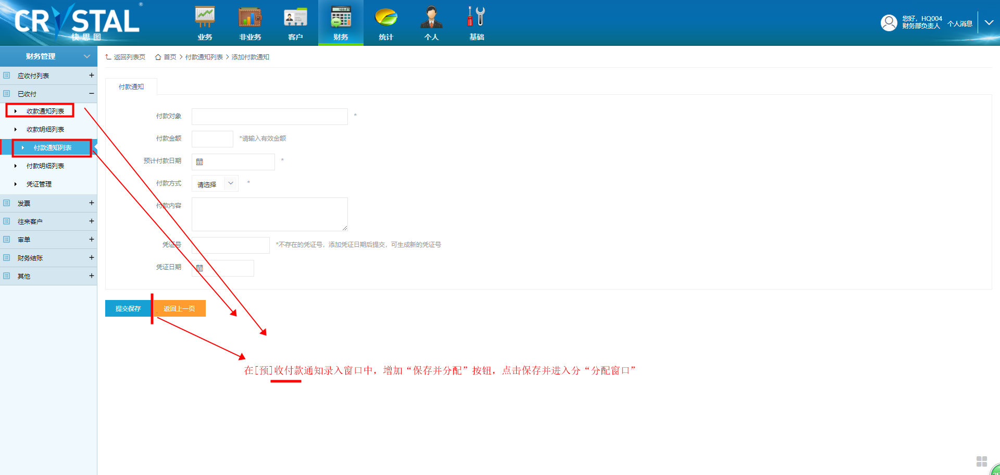 CRYSTAL
®
快思图
业务
非业务
客户
财务
统计
个人
基础
您好，HQ004
财务部负责人
个人消息
财务管理
应收付列表
已收付
收款通知列表
收款明细列表
付款通知列表
付款明细列表
凭证管理
发票
往来客户
审单
财务结账
其他
返回列表页 首页 > 付款通知列表 > 添加付款通知
付款通知
付款对象 *
付款金额 *请输入有效金额
预计付款日期 *
付款方式 请选择 *
付款内容
凭证号 *不存在的凭证号，添加凭证日期后提交，可生成新的凭证号
凭证日期
提交保存 返回上一页
在[预]收付款通知录入窗口中，增加“保存并分配”按钮，点击保存并进入分“分配窗口”